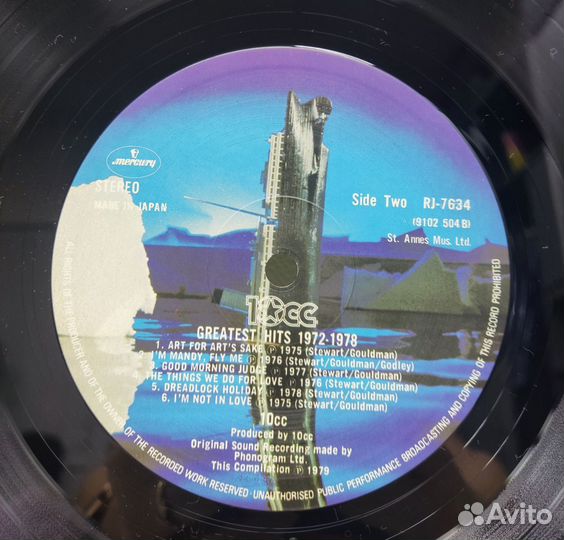 mercury
STEREO
MADE IN JAPAN
Side Two RJ-7634
(9102 504 B)
St. Annes Mus. Ltd.
10cc
GREATEST HITS 1972-1978
1. ART FOR ART'S SAKE ℗ 1975 (Stewart/Gouldman)
2. I'M MANDY, FLY ME ℗ 1976 (Stewart/Gouldman/Godley)
3. GOOD MORNING JUDGE ℗ 1977 (Stewart/Gouldman)
4. THE THINGS WE DO FOR LOVE ℗ 1976 (Stewart/Gouldman)
5. DREADLOCK HOLIDAY ℗ 1978 (Stewart/Gouldman)
6. I'M NOT IN LOVE ℗ 1975 (Stewart/Gouldman)
10cc
Produced by 10cc
Original Sound Recording made by
Phonogram Ltd.
This Compilation ℗ 1979
ALL RIGHTS OF THE PRODUCER AND OF THE OWNER OF THE RECORDED WORK RESERVED · UNAUTHORISED PUBLIC PERFORMANCE BROADCASTING AND COPYING OF THIS RECORD PROHIBITED
Avito